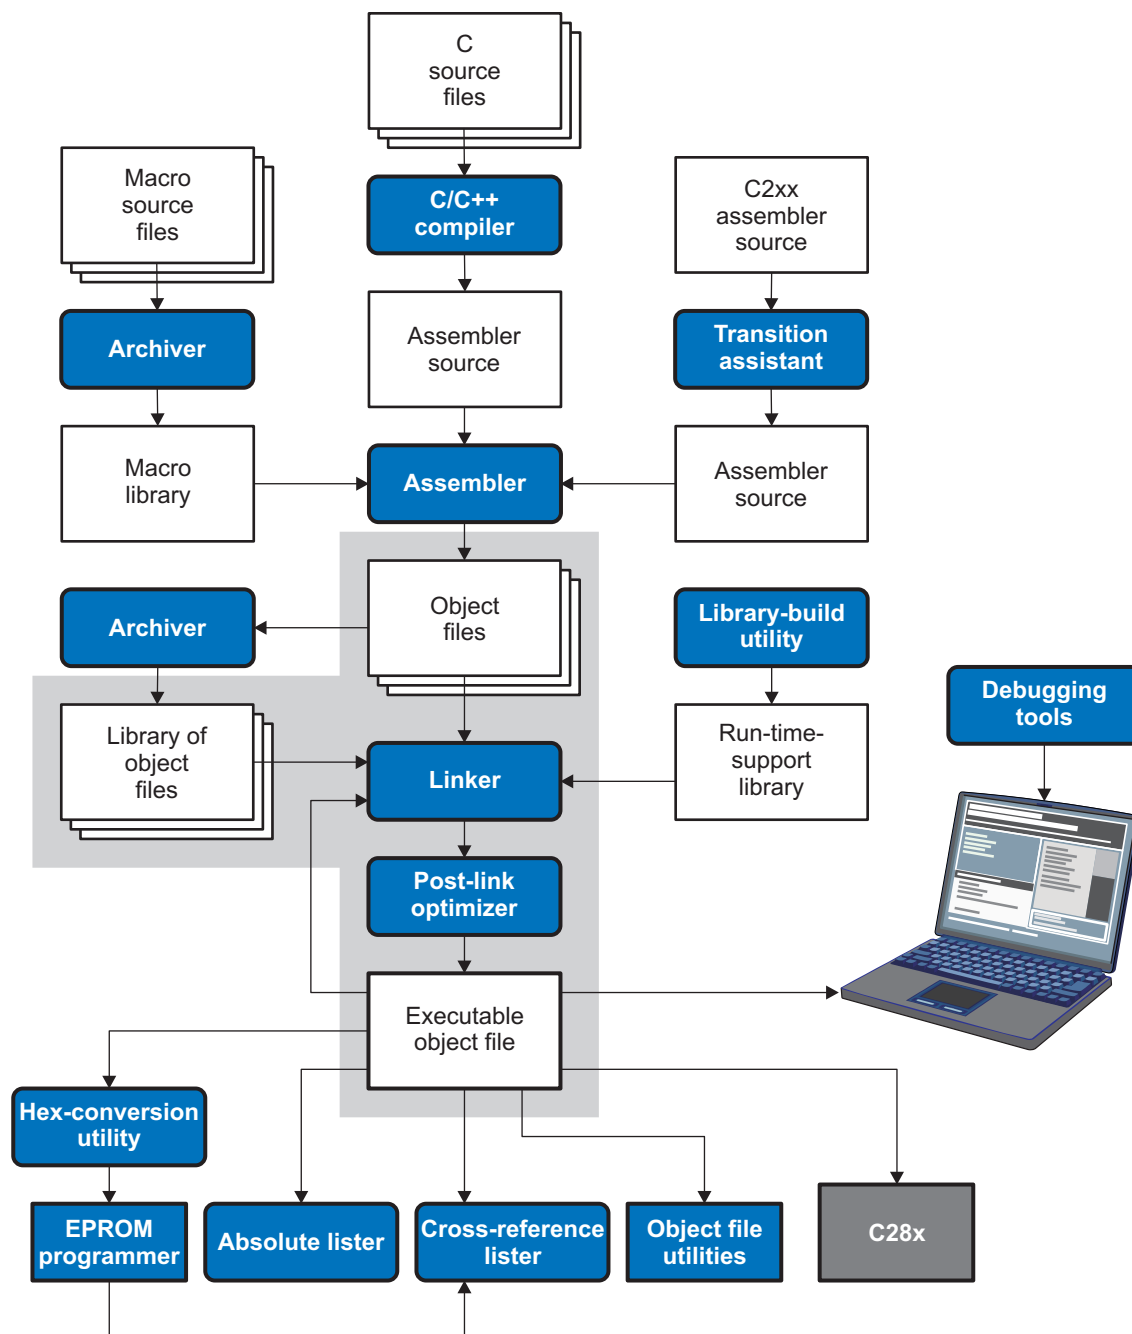 C
source
files
Macro
source
files
C/C++
compiler
C2xx
assembler
source
Archiver
Assembler
source
Transition
assistant
Macro
library
Assembler
Assembler
source
Archiver
Object
files
Library-build
utility
Debugging
tools
Library of
object
files
Linker
Run-time-
support
library
Post-link
optimizer
Executable
object file
Hex-conversion
utility
EPROM
programmer
Absolute lister
Cross-reference
lister
Object file
utilities
C28x